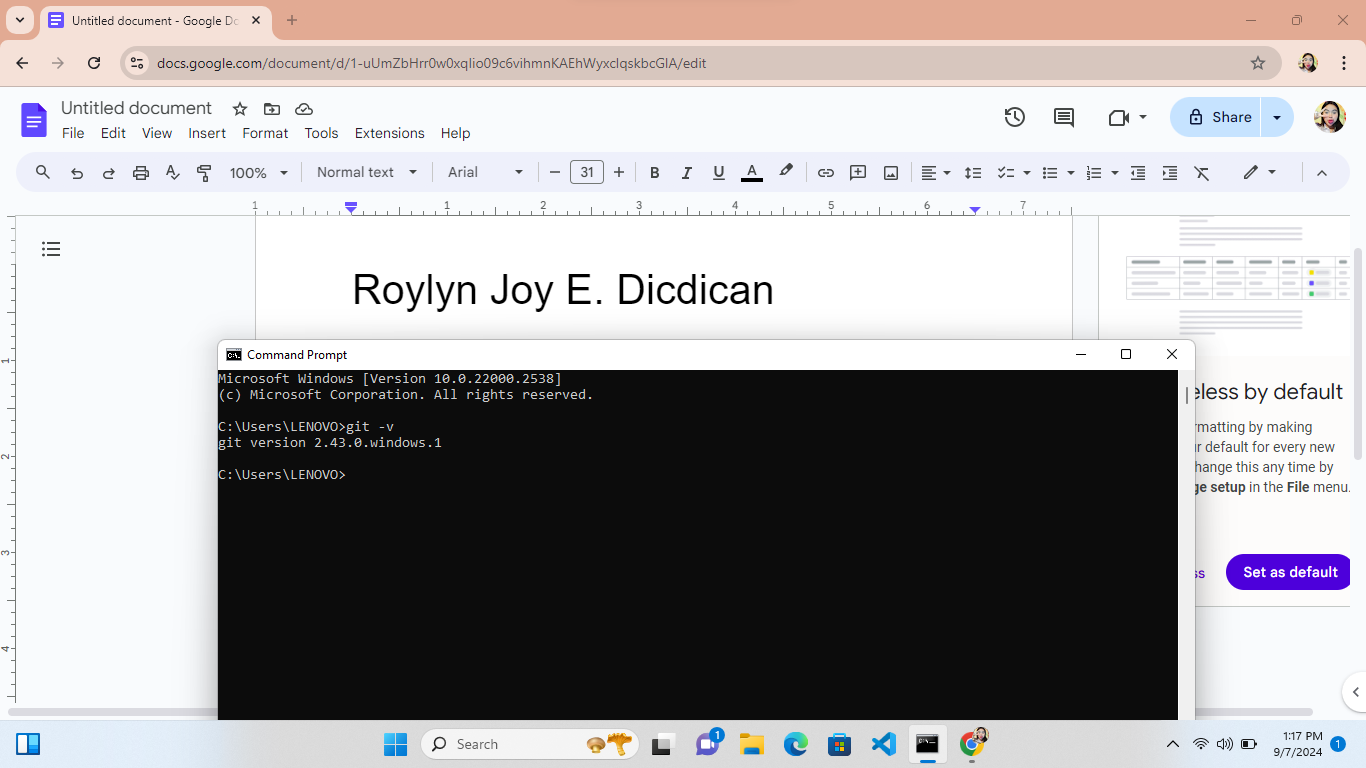 Untitled document - Google Do
docs.google.com/document/d/1-uUmZbHrr0w0xqIio09c6vihmnKAEhWyxcIqskbcGIA/edit
Untitled document
File Edit View Insert Format Tools Extensions Help
Share
100% Normal text Arial 31 B I U A
1 1 2 3 4 5 6 7
Roylyn Joy E. Dicdican
Command Prompt
Microsoft Windows [Version 10.0.22000.2538]
(c) Microsoft Corporation. All rights reserved.
C:\Users\LENOVO>git -v
git version 2.43.0.windows.1
C:\Users\LENOVO>
1
2
3
4
eless by default
rmatting by making
ur default for every new
hange this any time by
ge setup in the File menu.
ss Set as default
Search
1
1:17 PM
9/7/2024
1